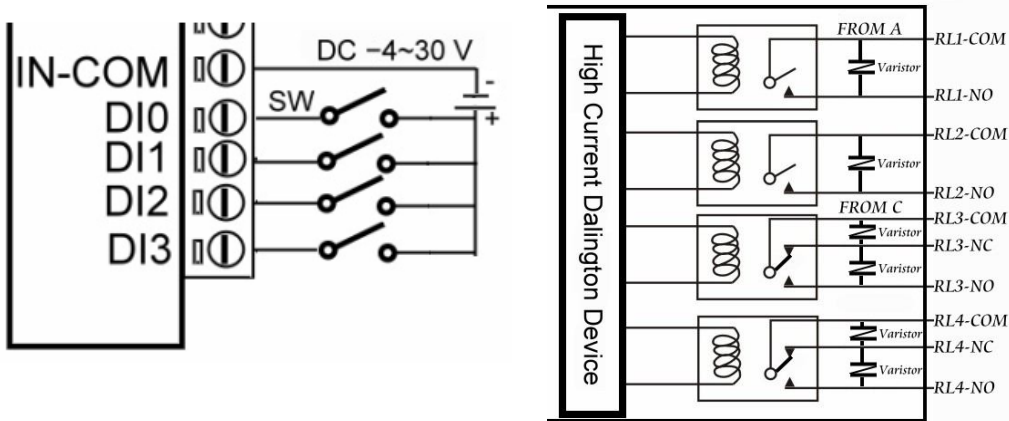 IN-COM
DC −4~30 V
-
+
DI0
SW
DI1
DI2
DI3
High Current Dalington Device
FROM A
RL1-COM
Varistor
RL1-NO
RL2-COM
Varistor
RL2-NO
FROM C
RL3-COM
Varistor
RL3-NC
Varistor
RL3-NO
RL4-COM
Varistor
RL4-NC
Varistor
RL4-NO